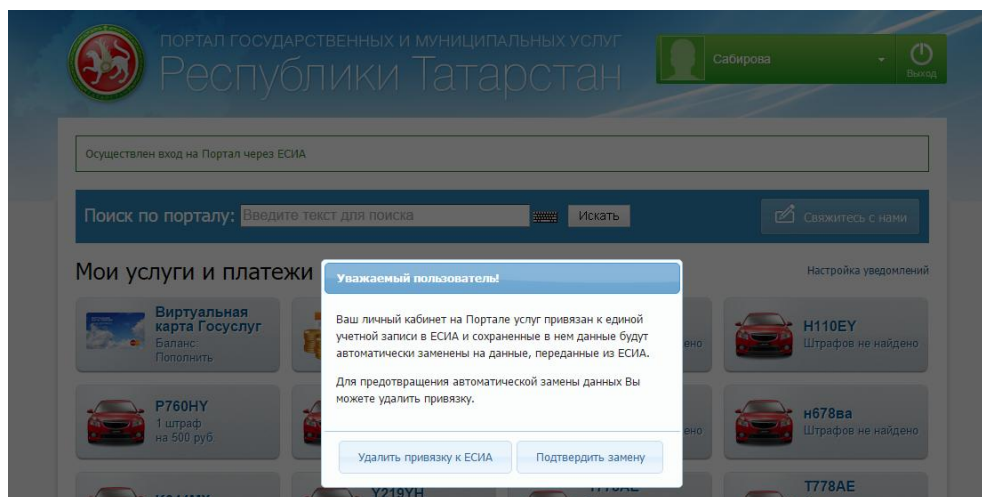 ПОРТАЛ ГОСУДАРСТВЕННЫХ И МУНИЦИПАЛЬНЫХ УСЛУГ
Республики Татарстан
Сабирова
Выход
Осуществлен вход на Портал через ЕСИА
Поиск по порталу: Введите текст для поиска Искать
Свяжитесь с нами
Мои услуги и платежи
Настройка уведомлений
Уважаемый пользователь!
Ваш личный кабинет на Портале услуг привязан к единой
учетной записи в ЕСИА и сохраненные в нем данные будут
автоматически заменены на данные, переданные из ЕСИА.
Для предотвращения автоматической замены данных Вы
можете удалить привязку.
Удалить привязку к ЕСИА
Подтвердить замену
Виртуальная
карта Госуслуг
Баланс:
Пополнить
Н110ЕУ
Штрафов не найдено
Р760НУ
1 штраф
на 500 руб
н678ва
Штрафов не найдено
У219УН
Т778АЕ